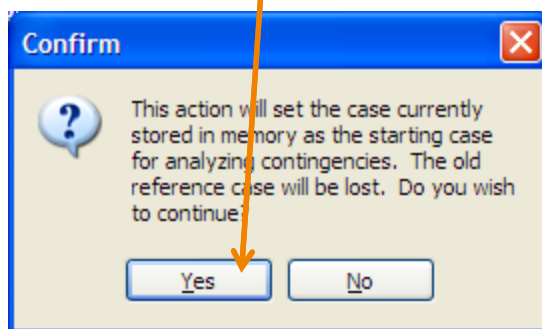 Confirm
This action will set the case currently
stored in memory as the starting case
for analyzing contingencies. The old
reference case will be lost. Do you wish
to continue?
Yes
No